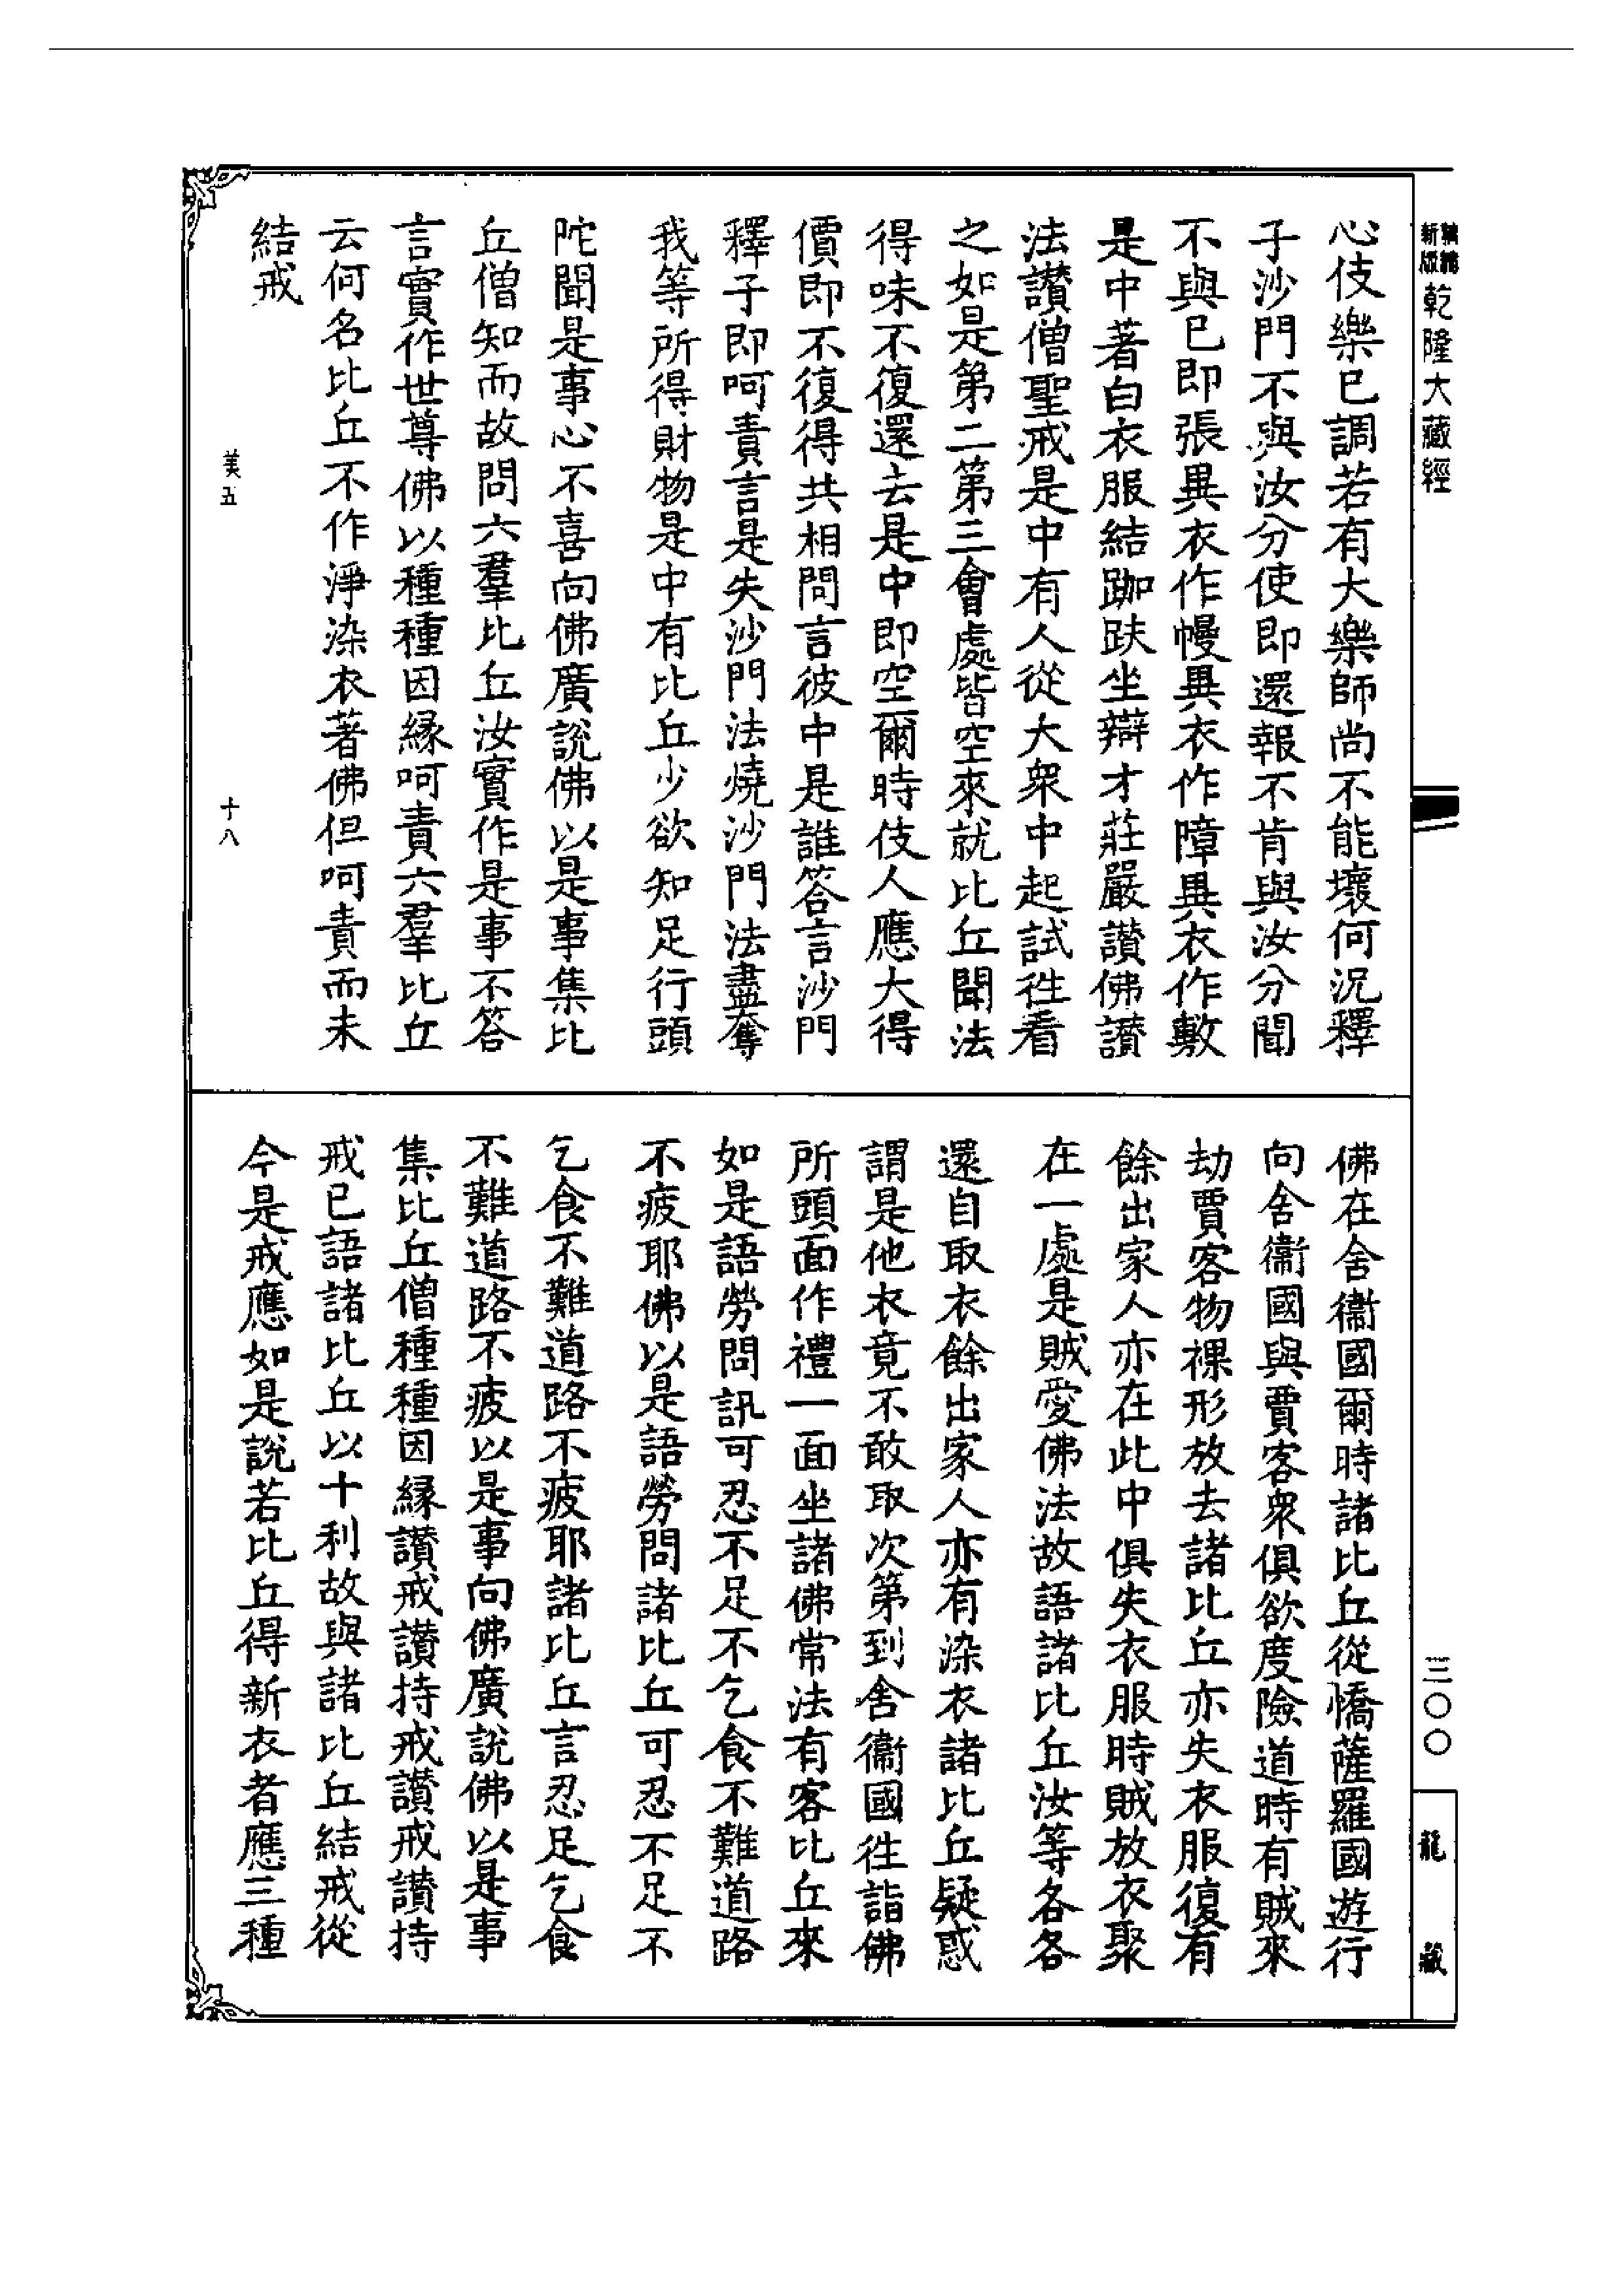 新編縮版乾隆大藏經
心伎樂已調若有大樂師尚不能壞何況釋
子沙門不與汝分使即還報不肯與汝分聞
不與已即張異衣作幔異衣作障異衣作敷
是中著白衣服結跏趺坐辯才莊嚴讚佛讚
法讚僧聖戒是中有人從大衆中起試徃看
之如是第二第三會處皆空來就比丘聞法
得味不復還去是中即空爾時伎人應大得
價即不復得共相問言彼中是誰答言沙門
釋子即呵責言是失沙門法燒沙門法盡奪
我等所得財物是中有比丘少欲知足行頭
陀聞是事心不喜向佛廣說佛以是事集比
丘僧知而故問六羣比丘汝實作是事不答
言實作世尊佛以種種因緣呵責六羣比丘
云何名比丘不作淨染衣著佛但呵責而未
結戒
美五
十八
佛在舍衞國爾時諸比丘從憍薩羅國遊行
向舍衞國與賈客衆俱欲度險道時有賊來
劫賈客物裸形放去諸比丘亦失衣服復有
餘出家人亦在此中俱失衣服時賊放衣聚
在一處是賊愛佛法故語諸比丘汝等各各
還自取衣餘出家人亦有染衣諸比丘疑惑
謂是他衣竟不敢取次第到舍衞國徃詣佛
所頭面作禮一面坐諸佛常法有客比丘來
如是語勞問訊可忍不足不乞食不難道路
不疲耶佛以是語勞問諸比丘可忍不足不
乞食不難道路不疲耶諸比丘言忍足乞食
不難道路不疲以是事向佛廣說佛以是事
集比丘僧種種因緣讚戒讚持戒讚戒讚持
戒已語諸比丘以十利故與諸比丘結戒從
今是戒應如是說若比丘得新衣者應三種
三〇〇
龍藏